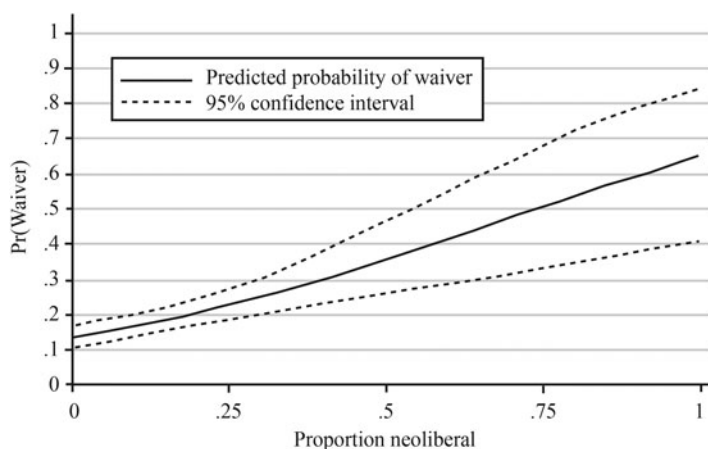 1
.9
.8
.7
.6
.5
.4
.3
.2
.1
0
Pr(Waiver)
Predicted probability of waiver
95% confidence interval
0 .25 .5 .75 1
Proportion neoliberal